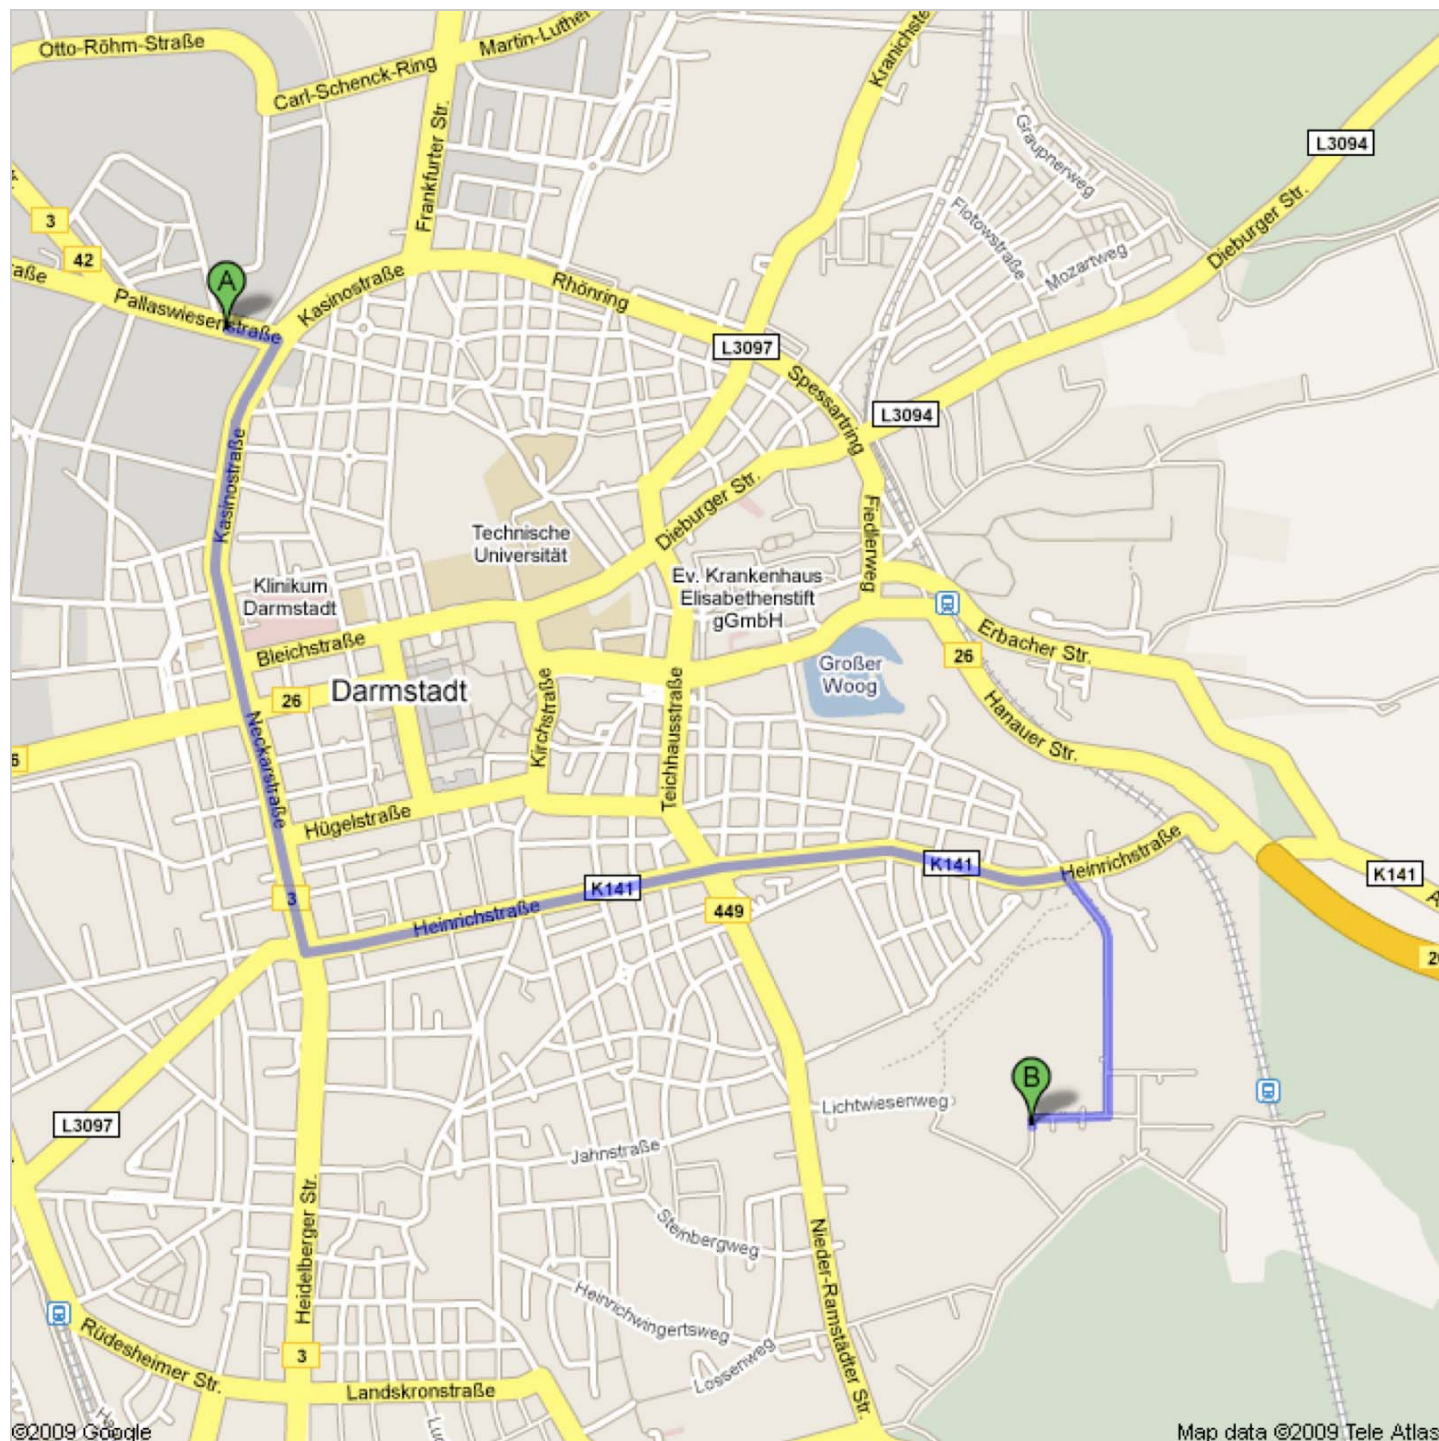 Otto-Röhm-Straße
Carl-Schenck-Ring
Martin-Luther
Frankfurter Str.
Kranichste
Graupnerweg
L3094
Flotowstraße
Mozartweg
Dieburger Str.
3
42
aße
A
Pallaswiesenstraße
Kasinostraße
Rhönring
L3097
Spessartring
L3094
Kasinostraße
Dieburger Str.
Fiedlerweg
Technische
Universität
Klinikum
Darmstadt
Ev. Krankenhaus
Elisabethenstift
gGmbH
Bleichstraße
Erbacher Str.
26
Großer
Woog
Darmstadt
26
Kirchstraße
Teichhausstraße
Hanauer Str.
Neckarstraße
Hügelstraße
Heinrichstraße
K141
K141
K141
3
449
Heinrichstraße
B
Lichtwiesenweg
L3097
Jahnstraße
Heidelberger Str.
Steinbergweg
Nieder-Ramstädter Str.
Heinrichwingertsweg
Lossenweg
Rüdesheimer Str.
3
Landskronstraße
©2009 Google
Map data ©2009 Tele Atlas